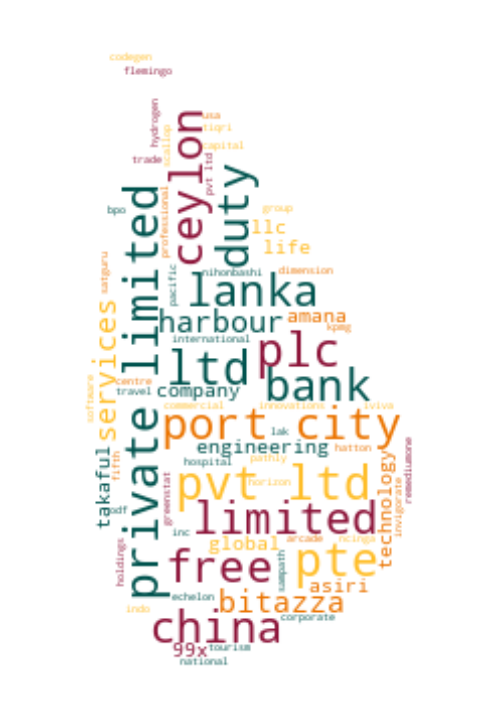 codegen
flemingo
hydrogen
usa
tiqri
scallop
capital
trade
pvt ltd
ceylon
duty
professional
private limited
bpo
group
llc
life
satguru
pacific
nihonbashi
dimension
lanka
harbour
amana
kpmg
services
international
plc
ltd
bank
centre
travel
company
software
commercial
innovations
iviva
port city
lak
engineering
hatton
takaful
fifth
hospital
pathly
technology
remediumone
pvt ltd
horizon
greenstat
odf
invigorate
limited
inc
global
arcade
ncinga
holdings
free
sampath
pte
asiri
echelon
bitazza
indo
china
corporate
99x
tourism
national